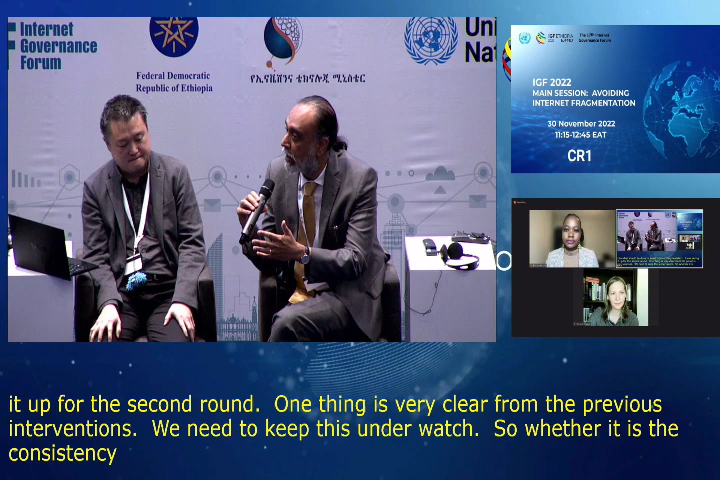 Internet
Governance
Forum
Federal Democratic
Republic of Ethiopia
የኢኖቬሽንና ቴክኖሎጂ ሚኒስቴር
Uni
Nat
IGF 2022
MAIN SESSION: AVOIDING
INTERNET FRAGMENTATION
30 November 2022
11:15-12:45 EAT
CR1
it up for the second round. One thing is very clear from the previous
interventions. We need to keep this under watch. So whether it is the
consistency